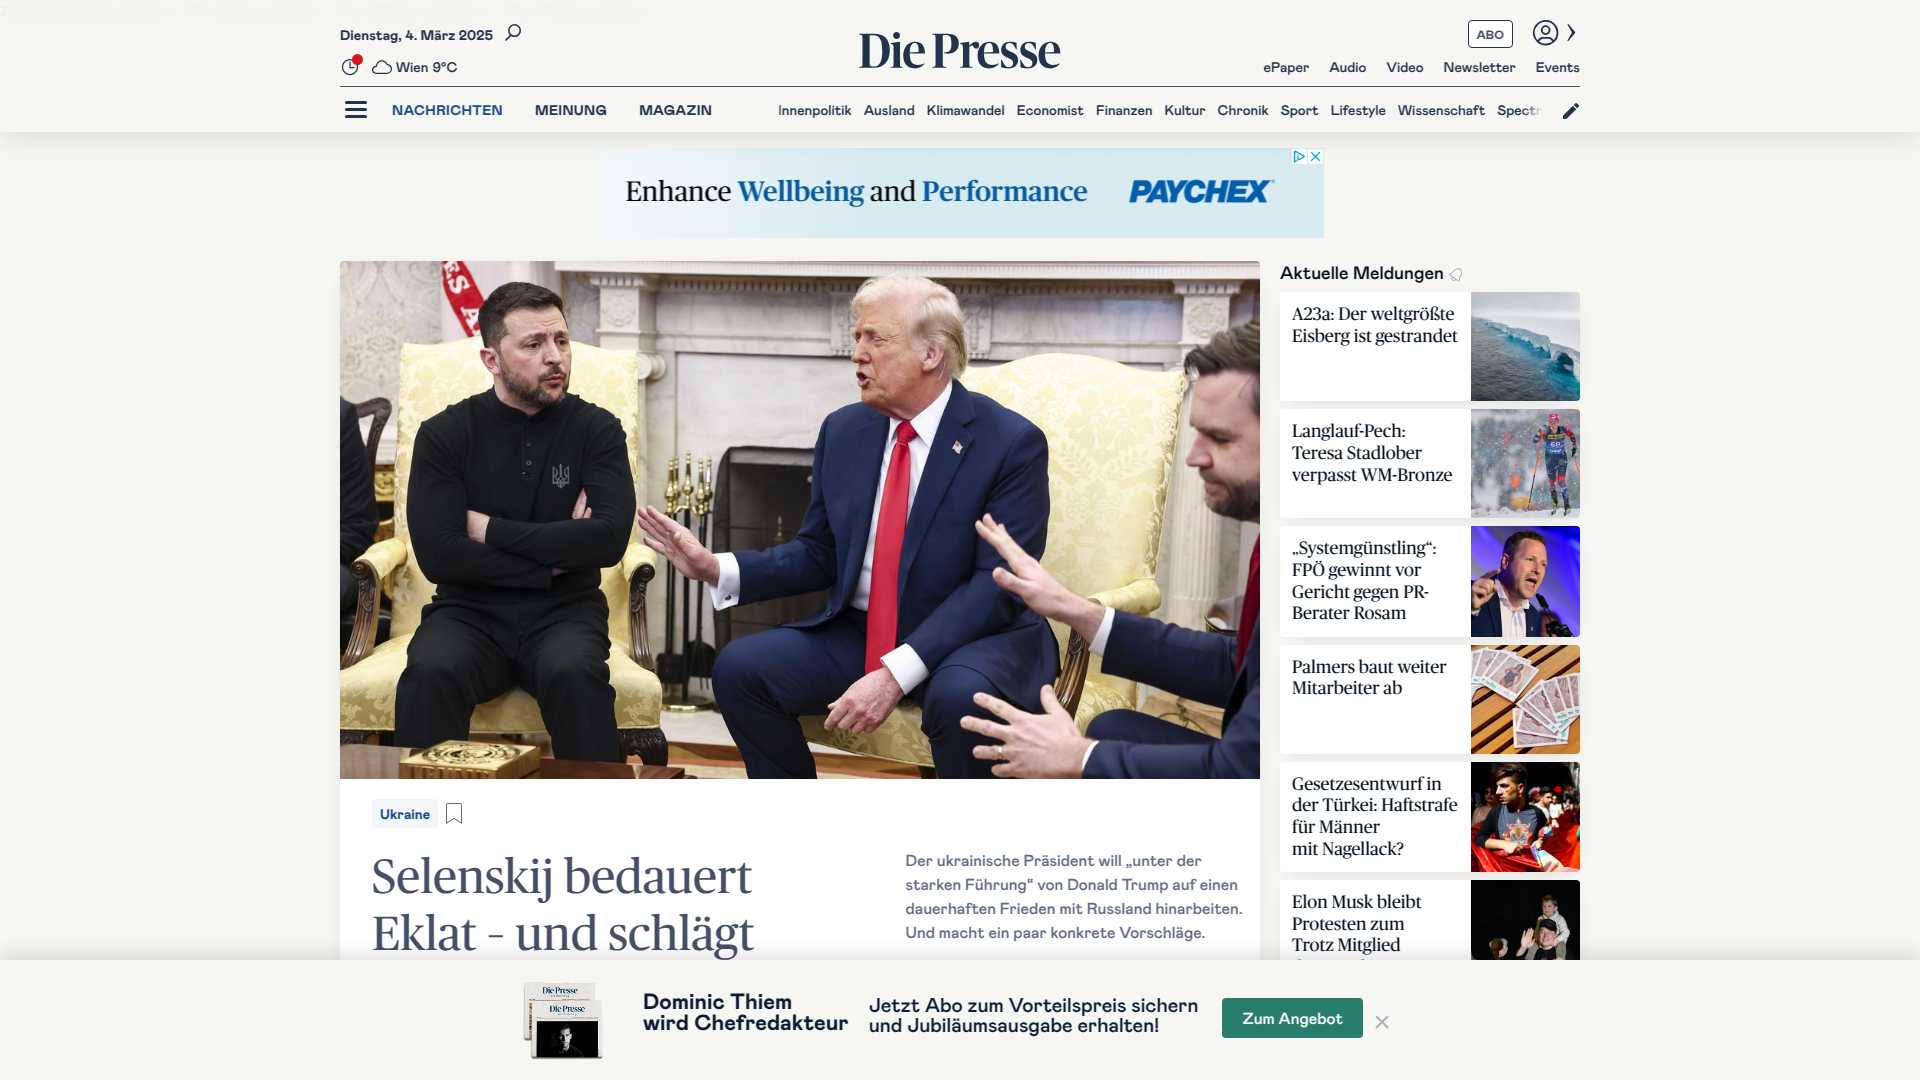 Dienstag, 4. März 2025
Wien 9°C
Die Presse
ABO
ePaper Audio Video Newsletter Events
NACHRICHTEN MEINUNG MAGAZIN
Innenpolitik Ausland Klimawandel Economist Finanzen Kultur Chronik Sport Lifestyle Wissenschaft Spectr
Enhance Wellbeing and Performance
PAYCHEX
Ukraine
Selenskij bedauert
Eklat – und schlägt
Der ukrainische Präsident will „unter der
starken Führung“ von Donald Trump auf einen
dauerhaften Frieden mit Russland hinarbeiten.
Und macht ein paar konkrete Vorschläge.
Aktuelle Meldungen
A23a: Der weltgrößte
Eisberg ist gestrandet
Langlauf-Pech:
Teresa Stadlober
verpasst WM-Bronze
„Systemgünstling“:
FPÖ gewinnt vor
Gericht gegen PR-
Berater Rosam
Palmers baut weiter
Mitarbeiter ab
Gesetzesentwurf in
der Türkei: Haftstrafe
für Männer
mit Nagellack?
Elon Musk bleibt
Protesten zum
Trotz Mitglied
Die Presse
Die Presse
Dominic Thiem
wird Chefredakteur
Jetzt Abo zum Vorteilspreis sichern
und Jubiläumsausgabe erhalten!
Zum Angebot